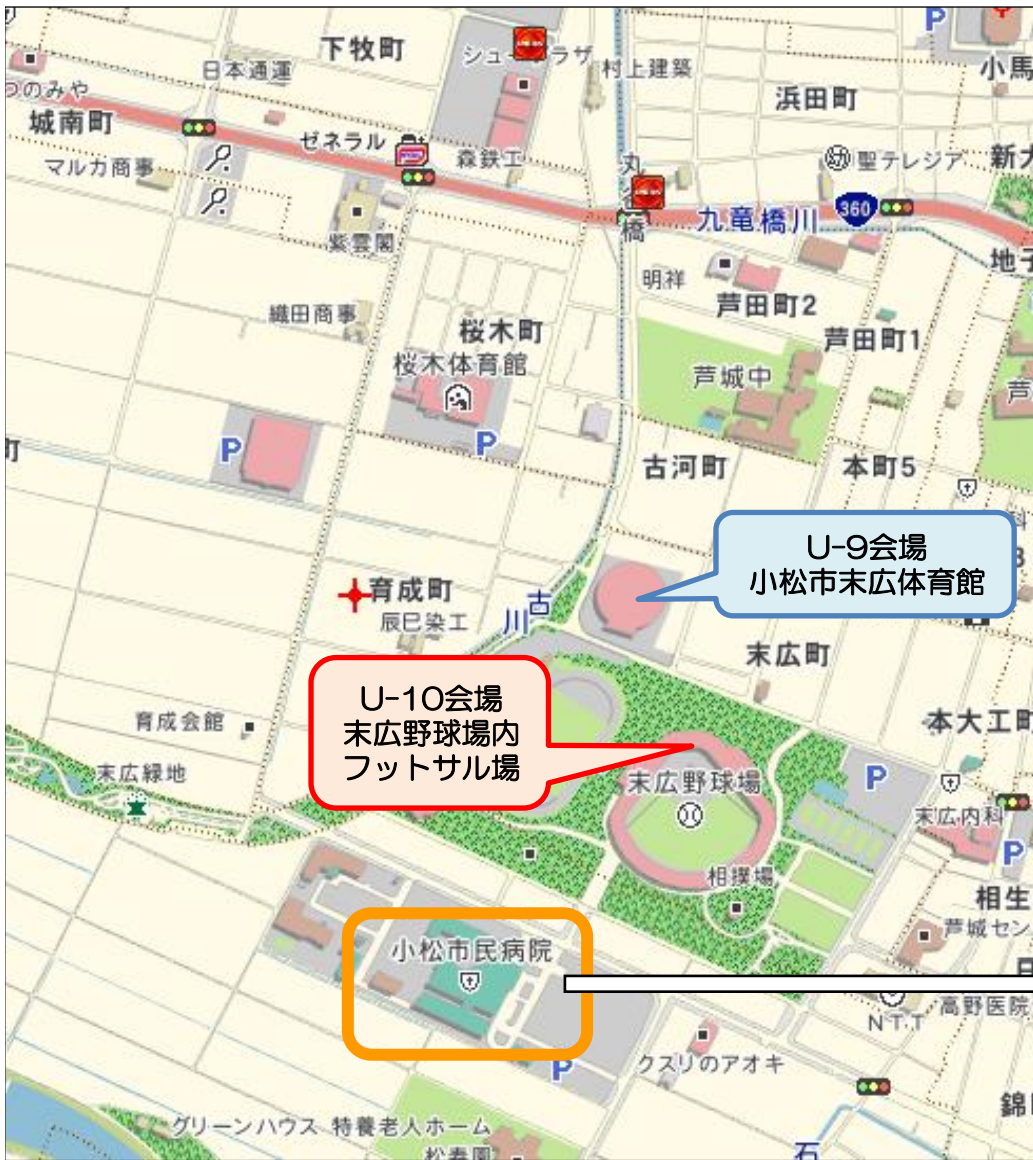 P
下牧町
シュー
ラザ
村上建築
小馬
日本通運
浜田町
つのみや
城南町
ゼネラル
森鉄工
マルカ商事
幼
聖テレジア
新大
360
九竜橋川
橋
紫雲閣
明祥
地子
芦田町2
織田商事
桜木町
芦田町1
桜木体育館
芦城中
芦
P
P
町
古河町
本町5
U-9会場
小松市末広体育館
育成町
古
川
辰巳染工
末広町
U-10会場
末広野球場内
フットサル場
育成会館
本大工町
末広緑地
末広野球場
P
末広内科
P
相撲場
相生
芦城セン
小松市民病院
高野医院
N.T.T
P
クスリのアオキ
錦
グリーンハウス
特養老人ホーム
松寿園
石